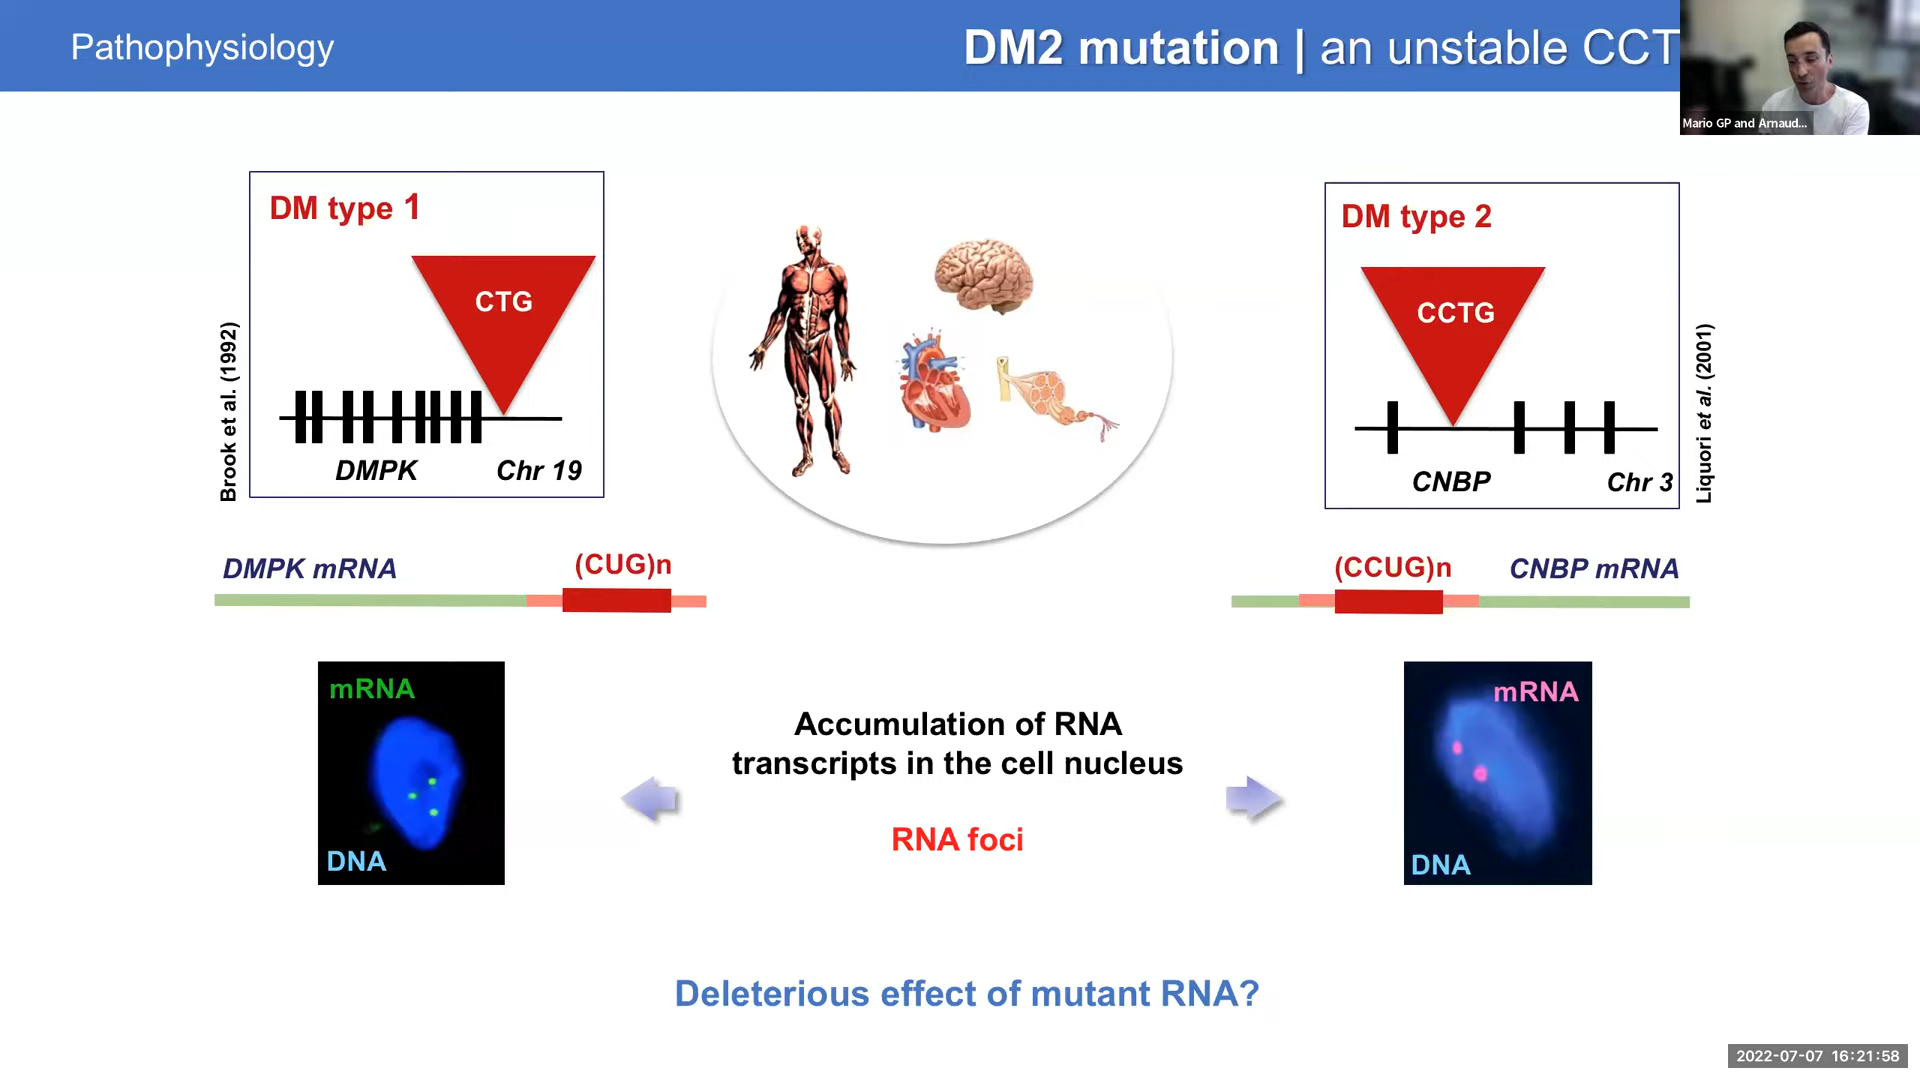 Pathophysiology
DM2 mutation | an unstable CCT
Mario GP and Arnaud...
DM type 1
CTG
DMPK
Chr 19
Brook et al. (1992)
DM type 2
CCTG
CNBP
Chr 3
Liquori et al. (2001)
DMPK mRNA
(CUG)n
(CCUG)n
CNBP mRNA
mRNA
DNA
Accumulation of RNA
transcripts in the cell nucleus
RNA foci
mRNA
DNA
Deleterious effect of mutant RNA?
2022-07-07 16:21:58